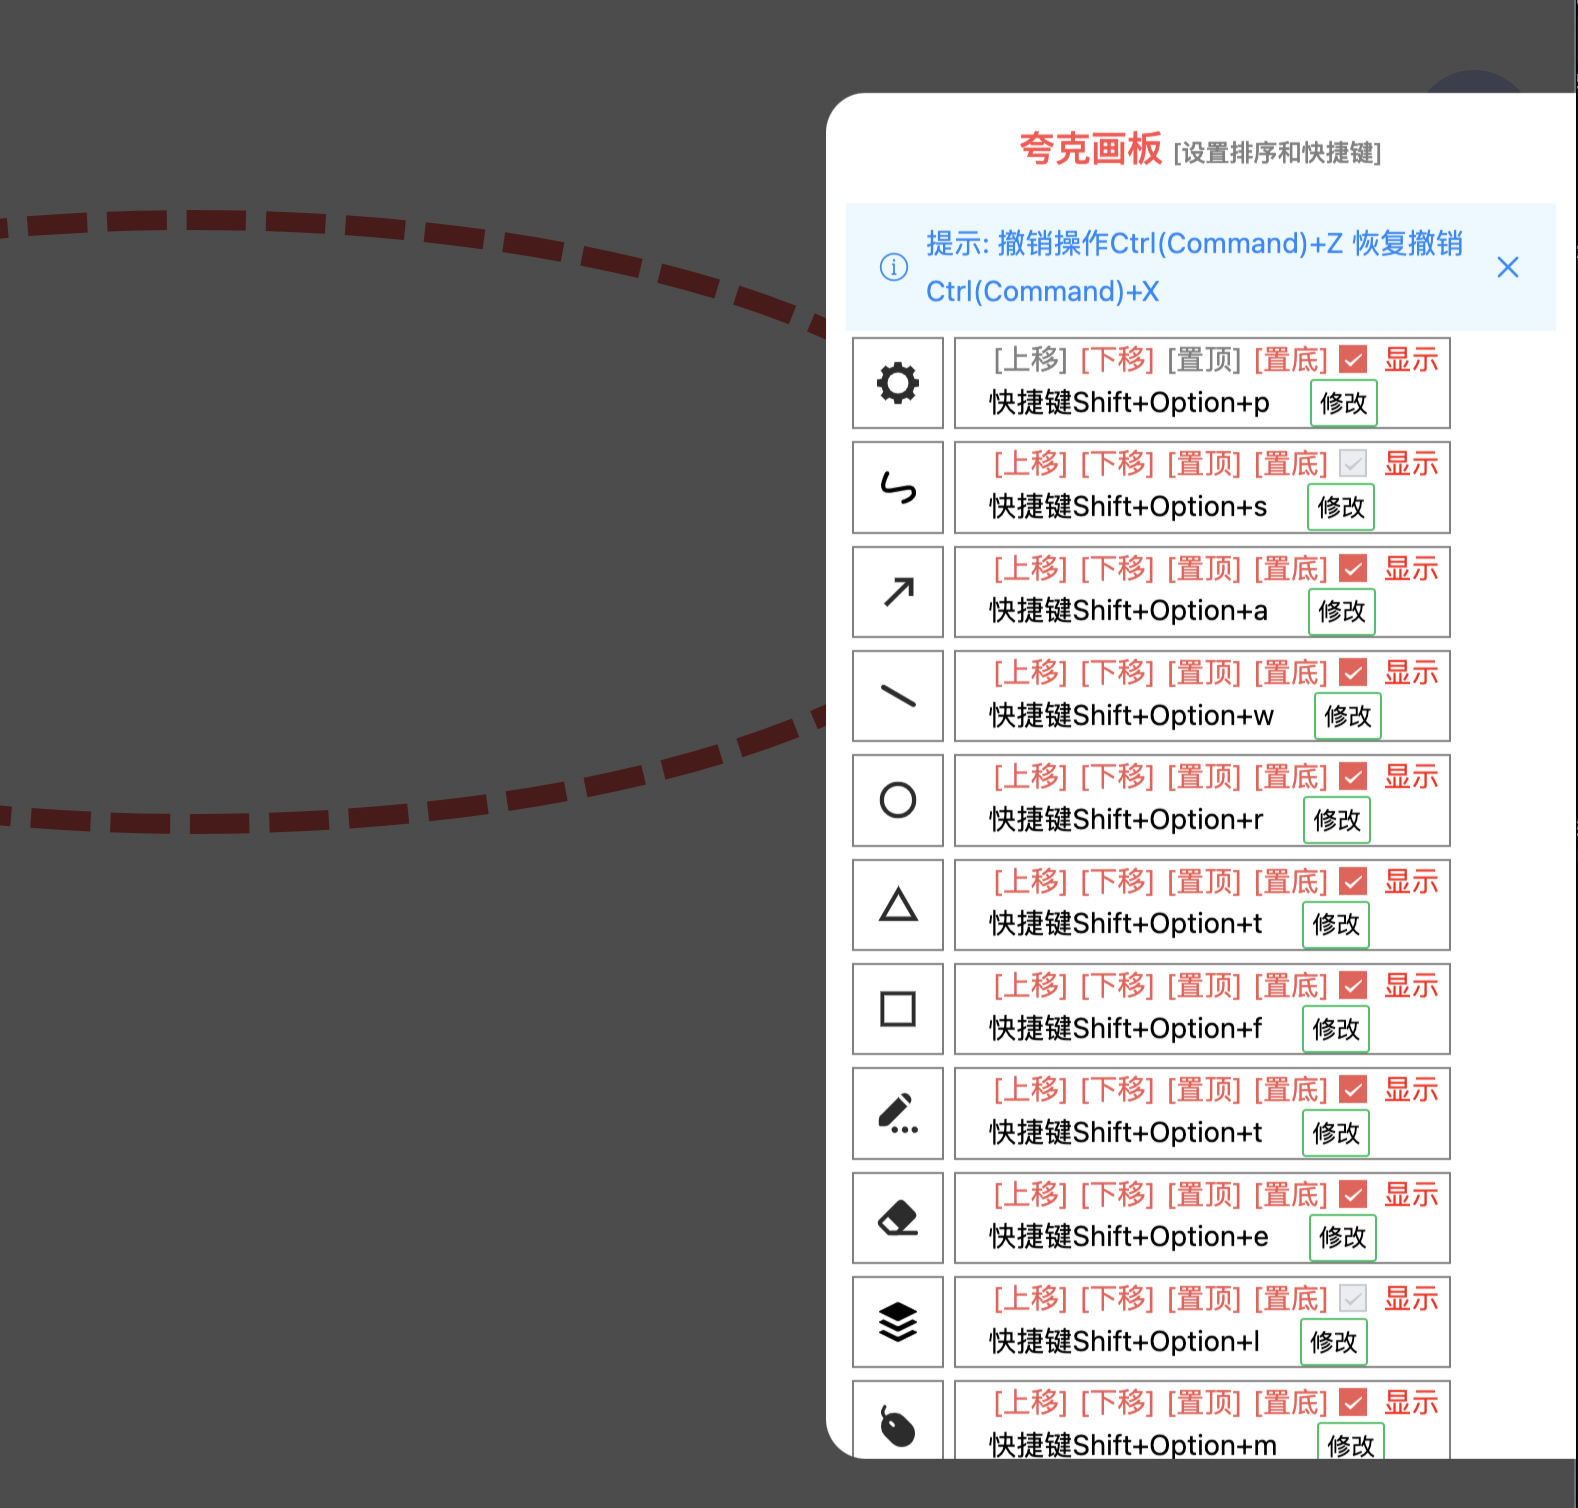 夸克画板 [设置排序和快捷键]
提示: 撤销操作Ctrl(Command)+Z 恢复撤销
Ctrl(Command)+X
[上移] [下移] [置顶] [置底] 显示
快捷键Shift+Option+p 修改
[上移] [下移] [置顶] [置底] 显示
快捷键Shift+Option+s 修改
[上移] [下移] [置顶] [置底] 显示
快捷键Shift+Option+a 修改
[上移] [下移] [置顶] [置底] 显示
快捷键Shift+Option+w 修改
[上移] [下移] [置顶] [置底] 显示
快捷键Shift+Option+r 修改
[上移] [下移] [置顶] [置底] 显示
快捷键Shift+Option+t 修改
[上移] [下移] [置顶] [置底] 显示
快捷键Shift+Option+f 修改
[上移] [下移] [置顶] [置底] 显示
快捷键Shift+Option+t 修改
[上移] [下移] [置顶] [置底] 显示
快捷键Shift+Option+e 修改
[上移] [下移] [置顶] [置底] 显示
快捷键Shift+Option+l 修改
[上移] [下移] [置顶] [置底] 显示
快捷键Shift+Option+m 修改